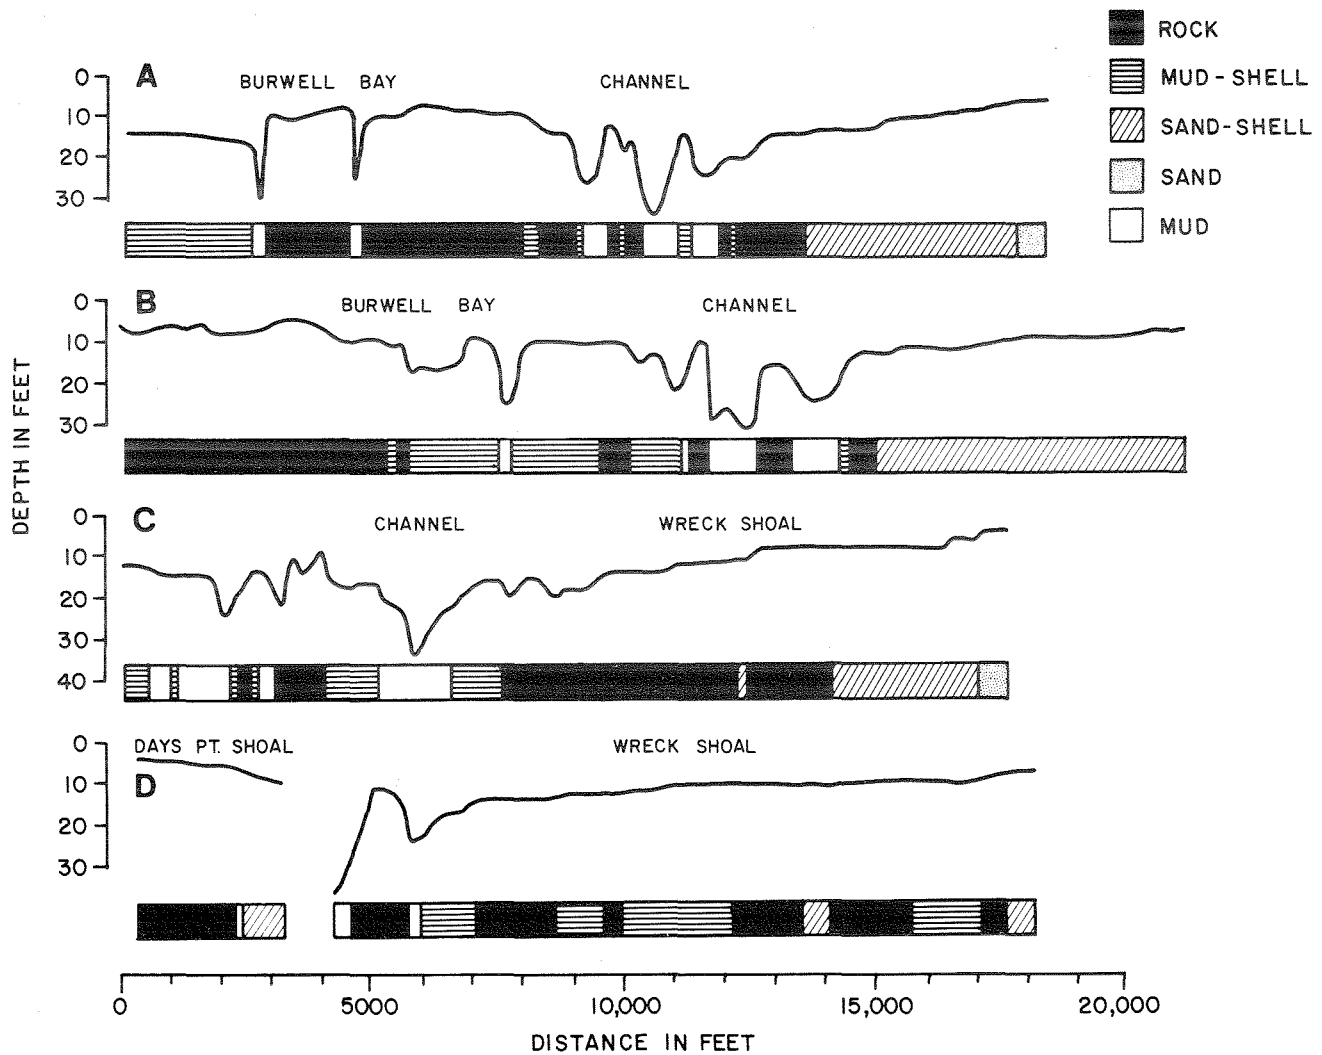 ROCK
MUD-SHELL
SAND-SHELL
SAND
MUD
A
BURWELL BAY
CHANNEL
0
10
20
30
B
BURWELL BAY
CHANNEL
0
10
20
30
DEPTH IN FEET
C
CHANNEL
WRECK SHOAL
0
10
20
30
40
DAYS PT. SHOAL
WRECK SHOAL
D
0
10
20
30
0
5000
10,000
15,000
20,000
DISTANCE IN FEET